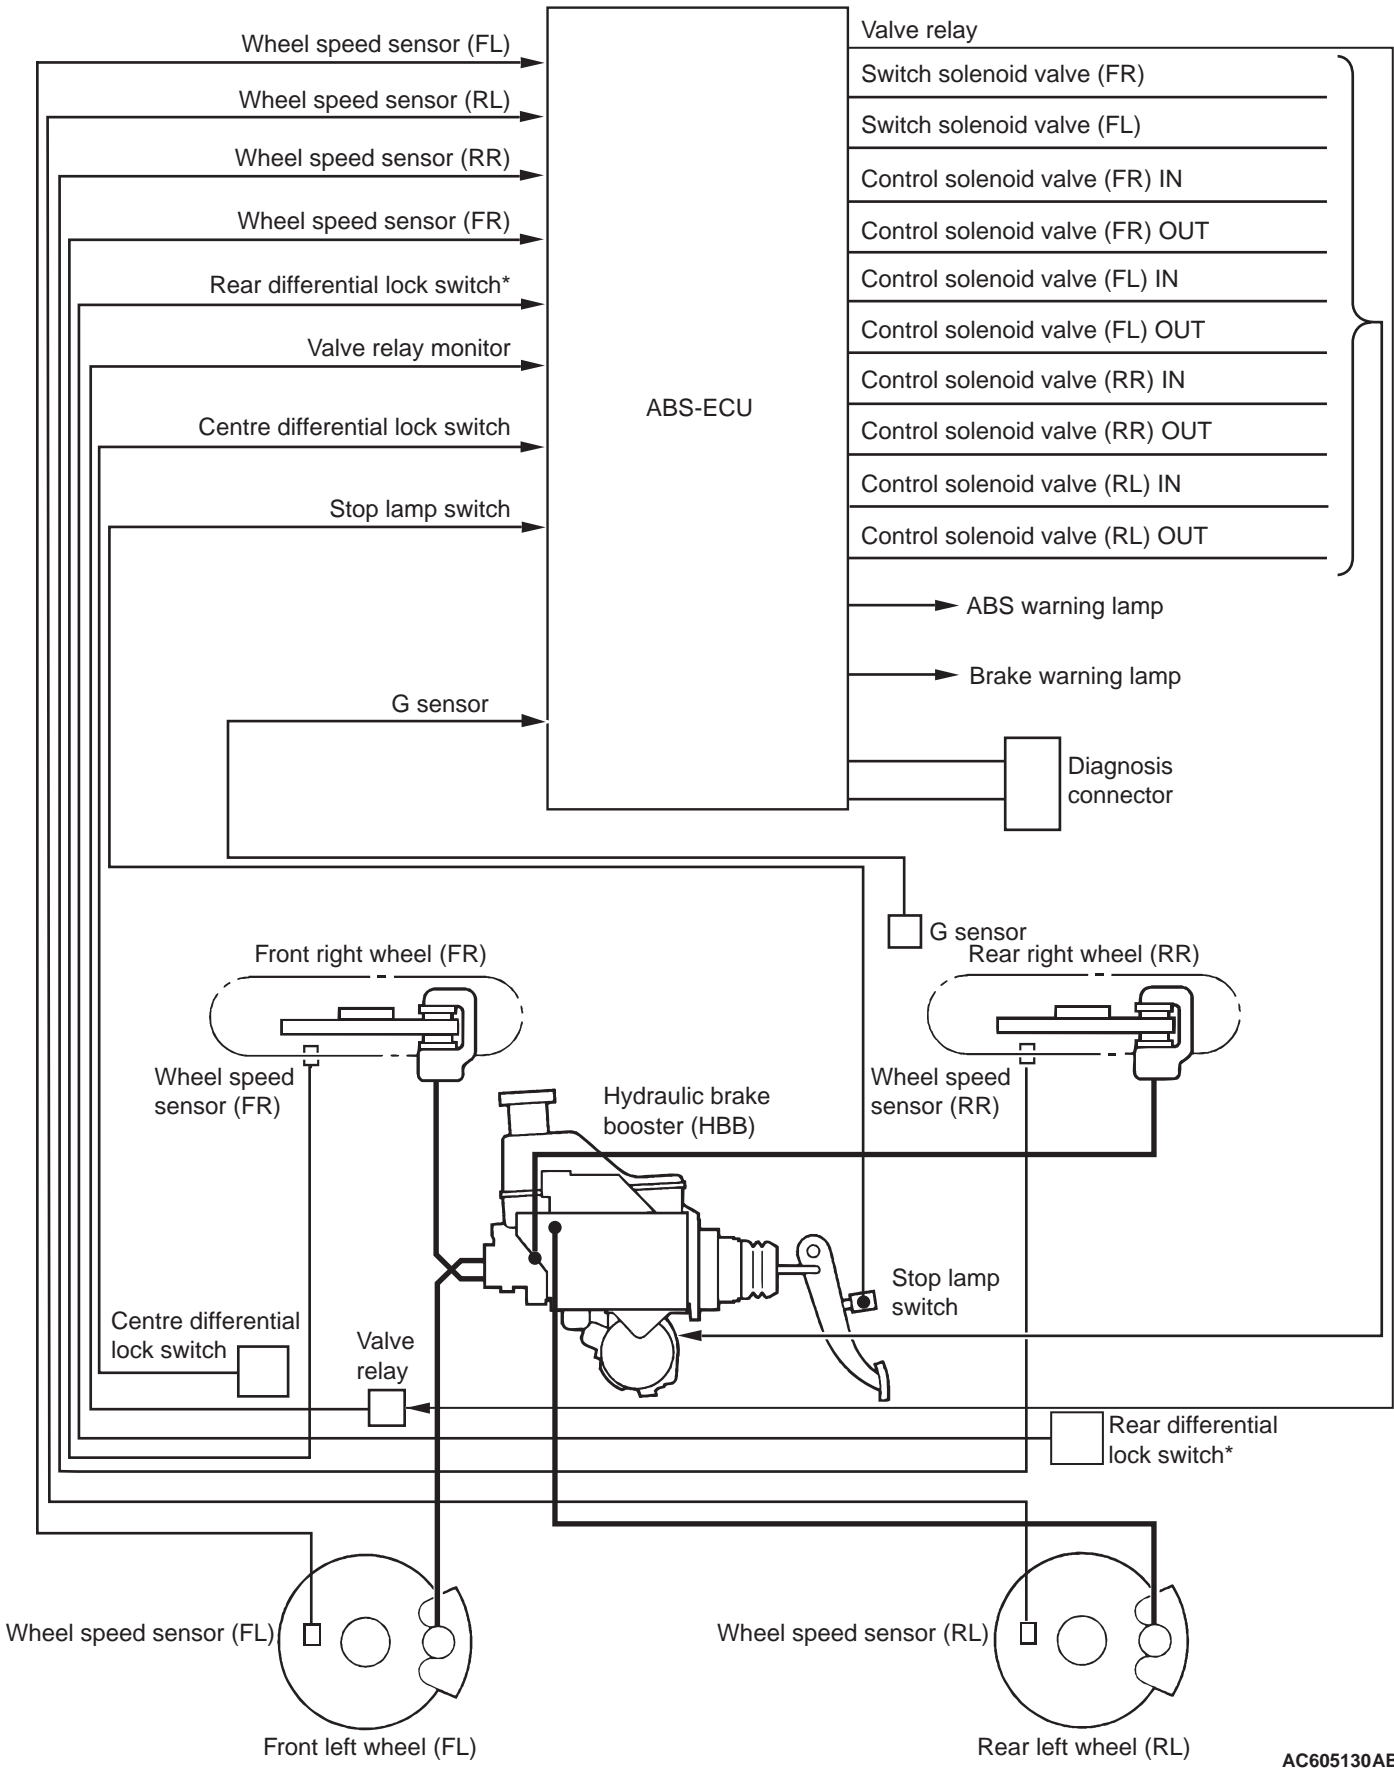 Valve relay
Wheel speed sensor (FL)
Switch solenoid valve (FR)
Wheel speed sensor (RL)
Switch solenoid valve (FL)
Wheel speed sensor (RR)
Control solenoid valve (FR) IN
Wheel speed sensor (FR)
Control solenoid valve (FR) OUT
Rear differential lock switch*
Control solenoid valve (FL) IN
Control solenoid valve (FL) OUT
Valve relay monitor
Control solenoid valve (RR) IN
ABS-ECU
Centre differential lock switch
Control solenoid valve (RR) OUT
Control solenoid valve (RL) IN
Stop lamp switch
Control solenoid valve (RL) OUT
ABS warning lamp
Brake warning lamp
G sensor
Diagnosis
connector
G sensor
Front right wheel (FR)
Rear right wheel (RR)
Wheel speed
sensor (FR)
Wheel speed
sensor (RR)
Hydraulic brake
booster (HBB)
Stop lamp
switch
Centre differential
lock switch
Valve
relay
Rear differential
lock switch*
Wheel speed sensor (FL)
Wheel speed sensor (RL)
Front left wheel (FL)
Rear left wheel (RL)
AC605130AB